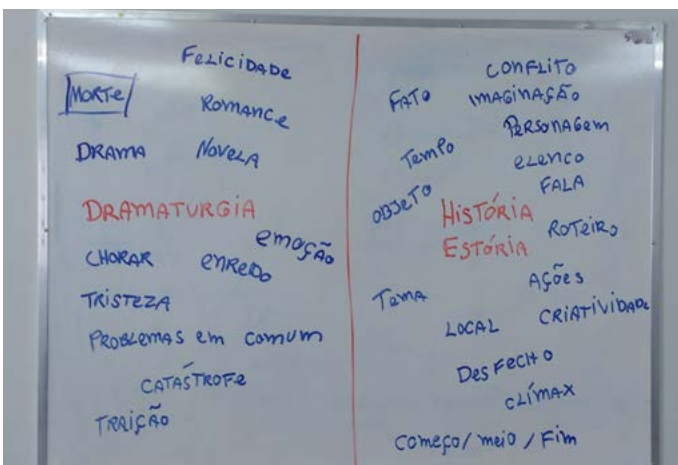 FELICIDADE
MORTE
ROMANCE
DRAMA
NOVELA
DRAMATURGIA
EMOÇÃO
CHORAR
ENREDO
TRISTEZA
PROBLEMAS EM COMUM
CATÁSTROFE
TRAIÇÃO
CONFLITO
FATO
IMAGINAÇÃO
PERSONAGEM
TEMPO
ELENCO
FALA
OBJETO
HISTÓRIA
ESTÓRIA
ROTEIRO
AÇÕES
TEMA
CRIATIVIDADE
LOCAL
DESFECHO
CLÍMAX
COMEÇO / MEIO / FIM